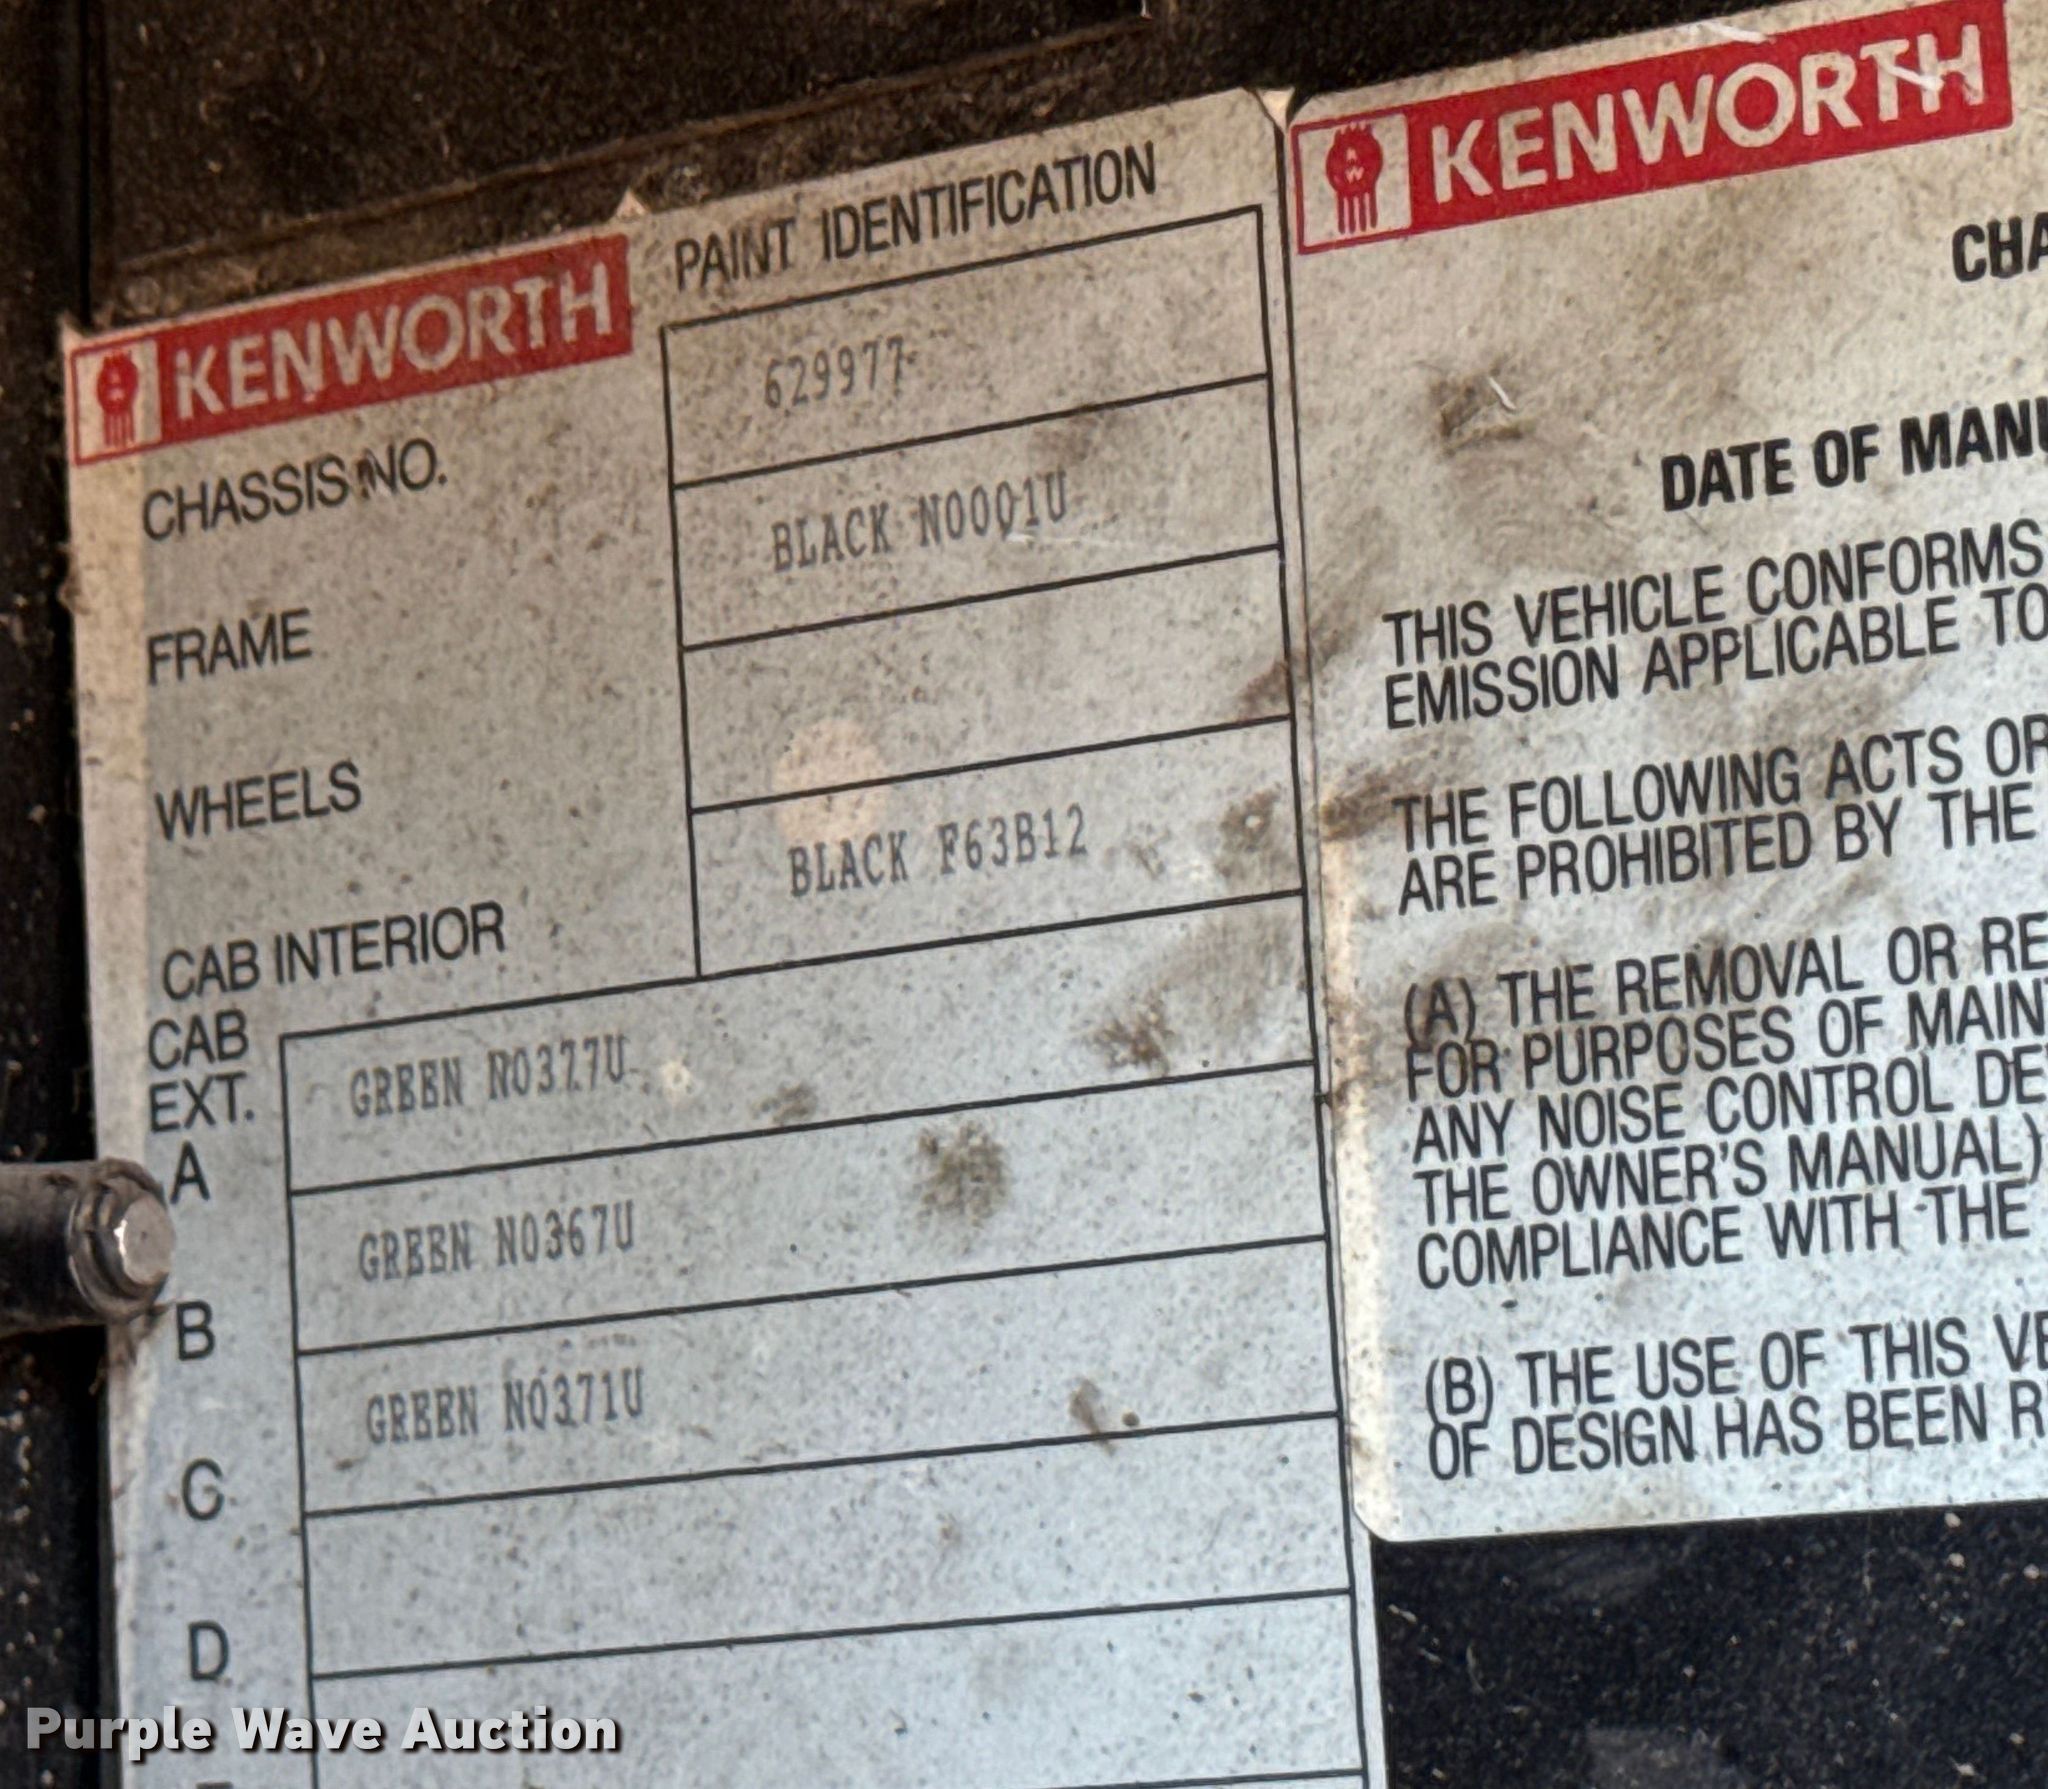 KENWORTH
PAINT IDENTIFICATION
CHASSIS NO.
629977
FRAME
BLACK N0001U
WHEELS
CAB INTERIOR
BLACK F63B12
CAB
EXT.
A
GREEN N0377U
B
GREEN N0367U
C
GREEN N0371U
D
KENWORTH
CHA
DATE OF MANU
THIS VEHICLE CONFORMS
EMISSION APPLICABLE TO
THE FOLLOWING ACTS OR
ARE PROHIBITED BY THE
(A) THE REMOVAL OR RE
FOR PURPOSES OF MAIN
ANY NOISE CONTROL DE
THE OWNER'S MANUAL)
COMPLIANCE WITH THE
(B) THE USE OF THIS VE
OF DESIGN HAS BEEN R
Purple Wave Auction